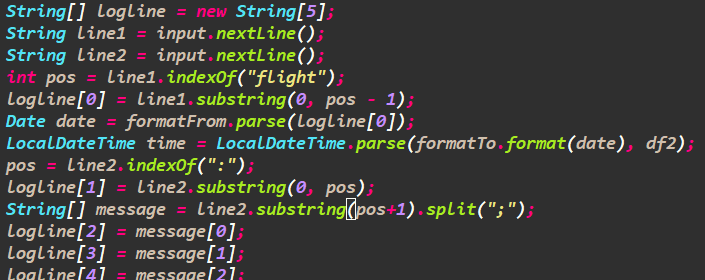 String[] logline = new String[5];
String line1 = input.nextLine();
String line2 = input.nextLine();
int pos = line1.indexOf("flight");
logline[0] = line1.substring(0, pos - 1);
Date date = formatFrom.parse(logline[0]);
LocalDateTime time = LocalDateTime.parse(formatTo.format(date), df2);
pos = line2.indexOf(":");
logline[1] = line2.substring(0, pos);
String[] message = line2.substring(pos+1).split(";");
logline[2] = message[0];
logline[3] = message[1];
logline[4] = message[2];